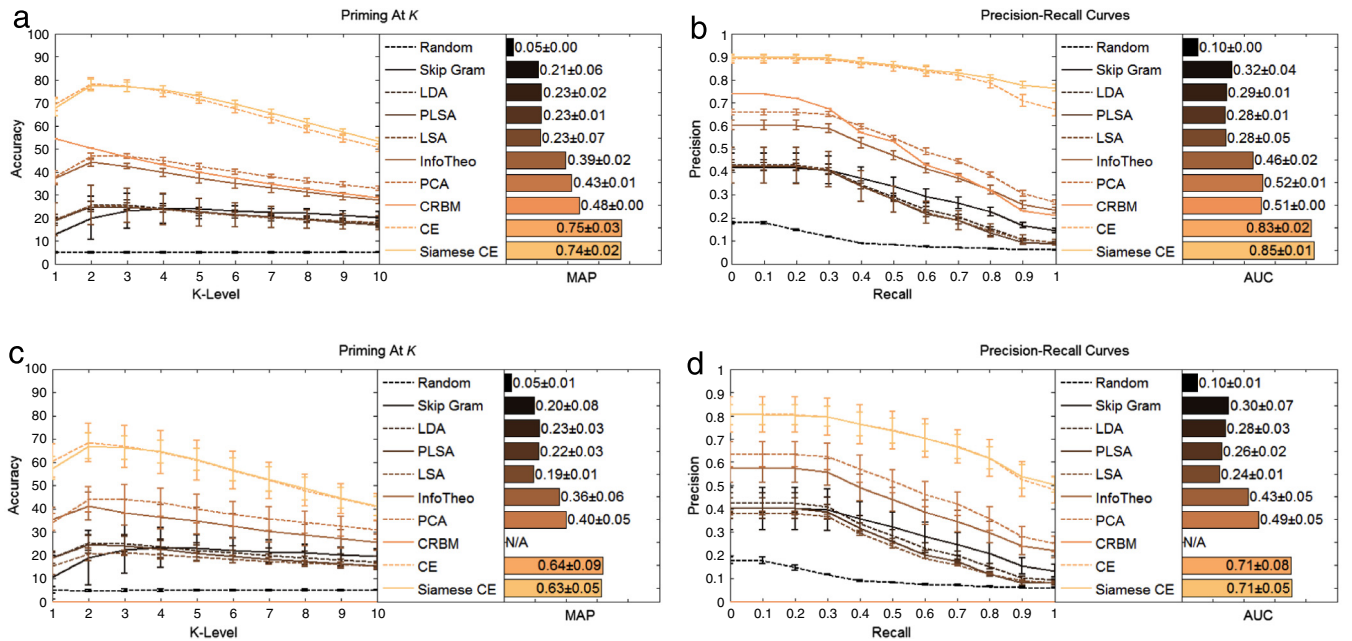 a
Priming At K
100
90
80
70
60
50
40
30
20
10
0
Accuracy
1 2 3 4 5 6 7 8 9 10
K-Level
Random 0.05±0.00
Skip Gram 0.21±0.06
LDA 0.23±0.02
PLSA 0.23±0.01
LSA 0.23±0.07
InfoTheo 0.39±0.02
PCA 0.43±0.01
CRBM 0.48±0.00
CE 0.75±0.03
Siamese CE 0.74±0.02
MAP
b
Precision-Recall Curves
1
0.9
0.8
0.7
0.6
0.5
0.4
0.3
0.2
0.1
Precision
0 0.1 0.2 0.3 0.4 0.5 0.6 0.7 0.8 0.9 1
Recall
Random 0.10±0.00
Skip Gram 0.32±0.04
LDA 0.29±0.01
PLSA 0.28±0.01
LSA 0.28±0.05
InfoTheo 0.46±0.02
PCA 0.52±0.01
CRBM 0.51±0.00
CE 0.83±0.02
Siamese CE 0.85±0.01
AUC
c
Priming At K
100
90
80
70
60
50
40
30
20
10
0
Accuracy
1 2 3 4 5 6 7 8 9 10
K-Level
Random 0.05±0.01
Skip Gram 0.20±0.08
LDA 0.23±0.03
PLSA 0.22±0.03
LSA 0.19±0.01
InfoTheo 0.36±0.06
PCA 0.40±0.05
CRBM N/A
CE 0.64±0.09
Siamese CE 0.63±0.05
MAP
d
Precision-Recall Curves
1
0.9
0.8
0.7
0.6
0.5
0.4
0.3
0.2
0.1
0
Precision
0 0.1 0.2 0.3 0.4 0.5 0.6 0.7 0.8 0.9 1
Recall
Random 0.10±0.01
Skip Gram 0.30±0.07
LDA 0.28±0.03
PLSA 0.26±0.02
LSA 0.24±0.01
InfoTheo 0.43±0.05
PCA 0.49±0.05
CRBM N/A
CE 0.71±0.08
Siamese CE 0.71±0.05
AUC